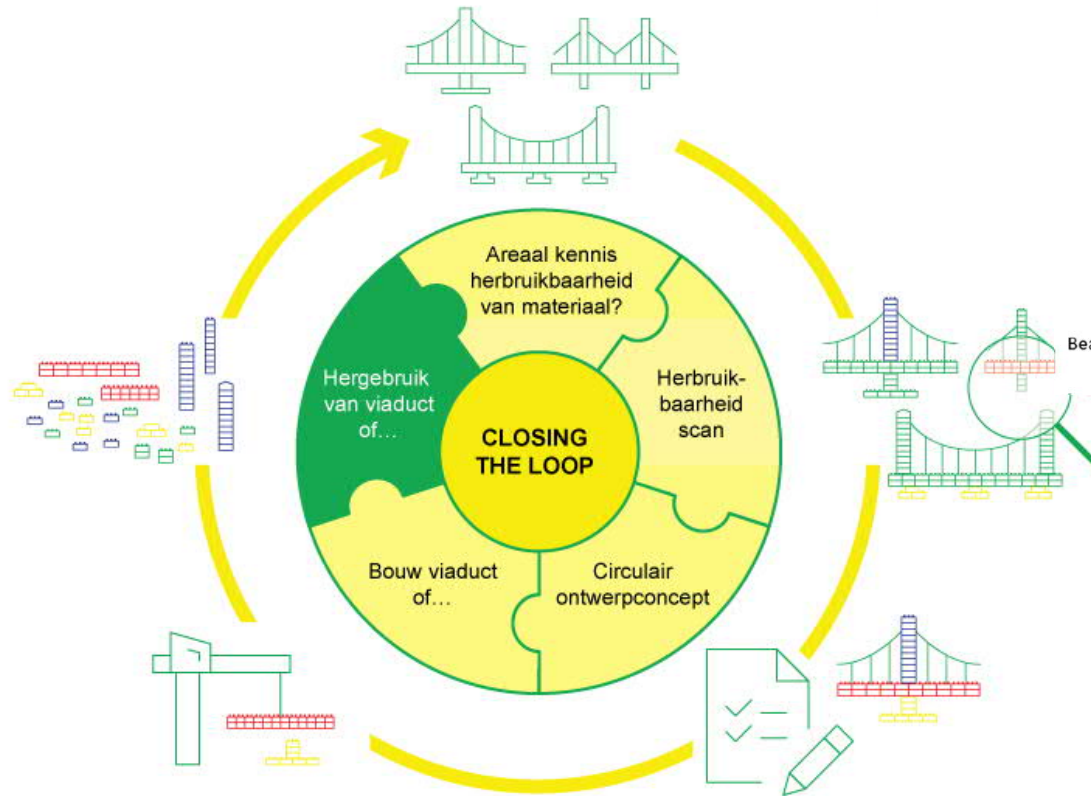 Areaal kennis
herbruikbaarheid
van materiaal?
Herbruik-
baarheid
scan
Circulair
ontwerpconcept
Bouw viaduct
of...
Hergebruik
van viaduct
of...
CLOSING
THE LOOP
Bea